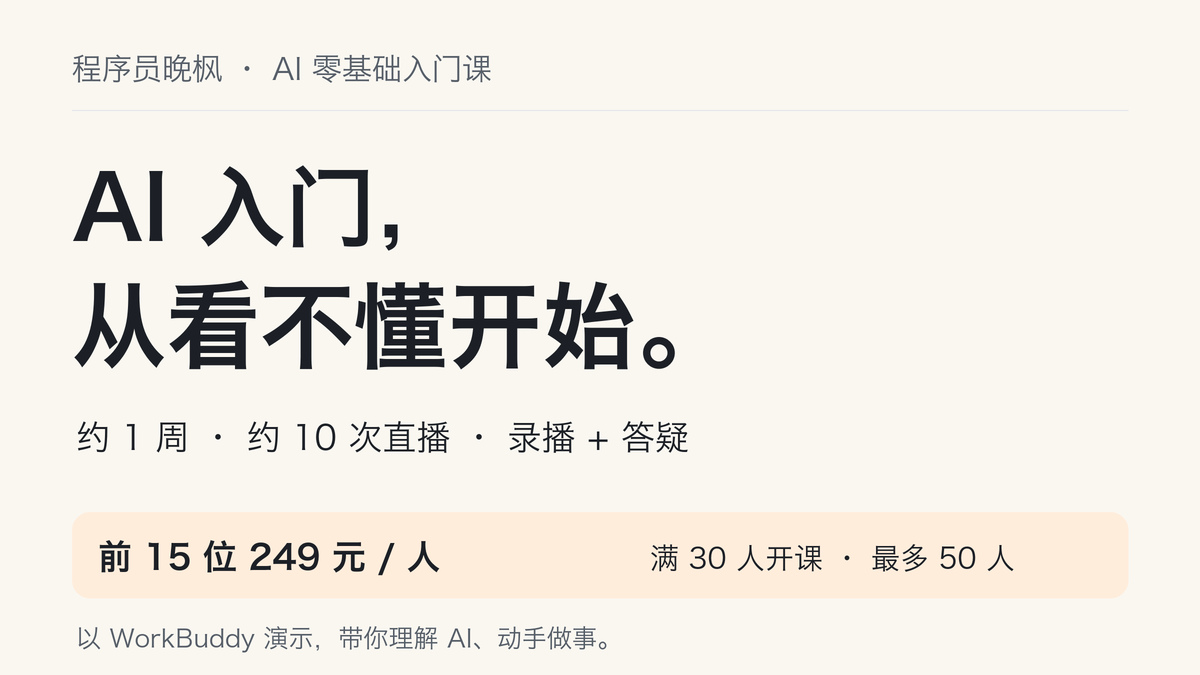 程序员晚枫 · AI 零基础入门课
AI 入门，
从看不懂开始。
约 1 周 · 约 10 次直播 · 录播 + 答疑
前 15 位 249 元 / 人
满 30 人开课 · 最多 50 人
以 WorkBuddy 演示，带你理解 AI、动手做事。